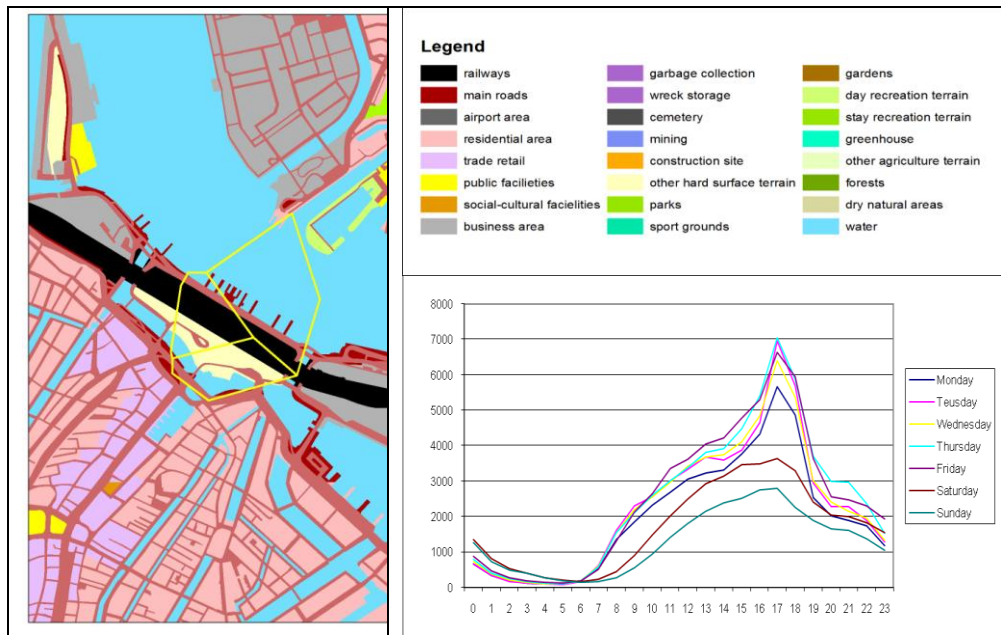 Legend
railways
main roads
airport area
residential area
trade retail
public facilieties
social-cultural facielities
business area
garbage collection
wreck storage
cemetery
mining
construction site
other hard surface terrain
parks
sport grounds
gardens
day recreation terrain
stay recreation terrain
greenhouse
other agriculture terrain
forests
dry natural areas
water
8000
7000
6000
5000
4000
3000
2000
1000
0
0 1 2 3 4 5 6 7 8 9 10 11 12 13 14 15 16 17 18 19 20 21 22 23
Monday
Teusday
Wednesday
Thursday
Friday
Saturday
Sunday